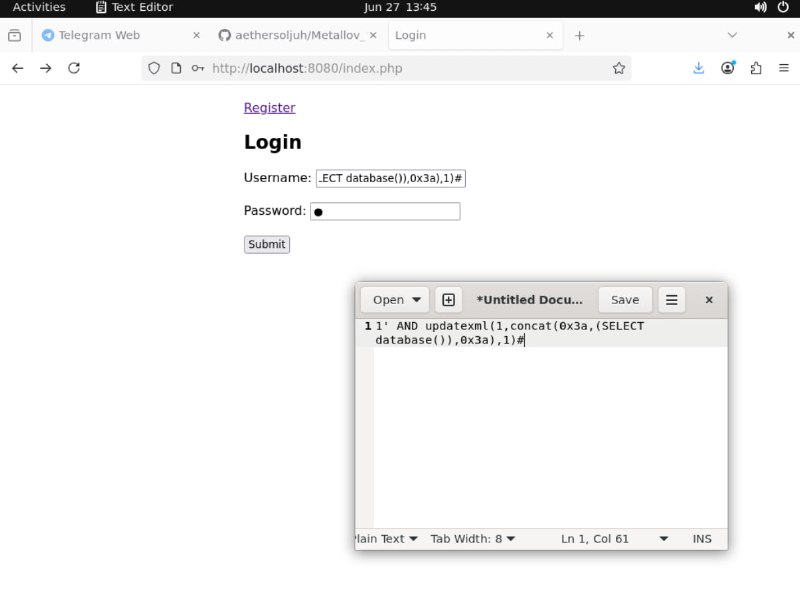 Activities Text Editor Jun 27 13:45
Telegram Web aethersoljuh/Metallov_ Login
http://localhost:8080/index.php
Register
Login
Username: ECT database()),0x3a),1)#
Password: ●
Submit
Open *Untitled Docu... Save
1 1' AND updatexml(1,concat(0x3a,(SELECT
database()),0x3a),1)#
lain Text Tab Width: 8 Ln 1, Col 61 INS